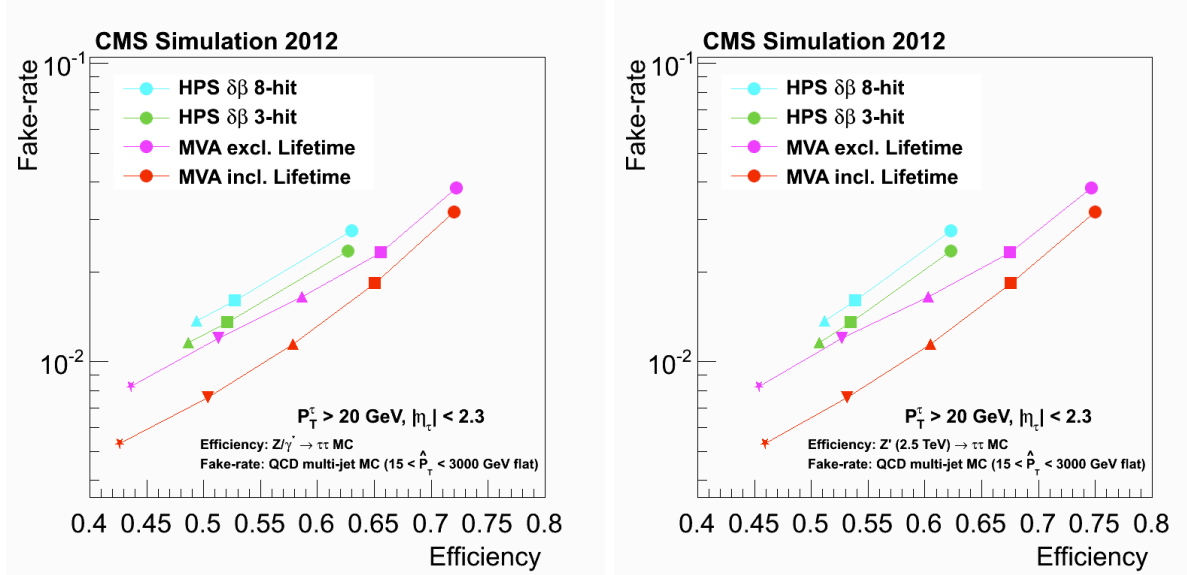 CMS Simulation 2012
10⁻¹
Fake-rate
HPS δβ 8-hit
HPS δβ 3-hit
MVA excl. Lifetime
MVA incl. Lifetime
10⁻²
P_T^τ > 20 GeV, |η_τ| < 2.3
Efficiency: Z/γ* → ττ MC
Fake-rate: QCD multi-jet MC (15 < P̂_T < 3000 GeV flat)
0.4 0.45 0.5 0.55 0.6 0.65 0.7 0.75 0.8
Efficiency
CMS Simulation 2012
10⁻¹
Fake-rate
HPS δβ 8-hit
HPS δβ 3-hit
MVA excl. Lifetime
MVA incl. Lifetime
10⁻²
P_T^τ > 20 GeV, |η_τ| < 2.3
Efficiency: Z' (2.5 TeV) → ττ MC
Fake-rate: QCD multi-jet MC (15 < P̂_T < 3000 GeV flat)
0.4 0.45 0.5 0.55 0.6 0.65 0.7 0.75 0.8
Efficiency